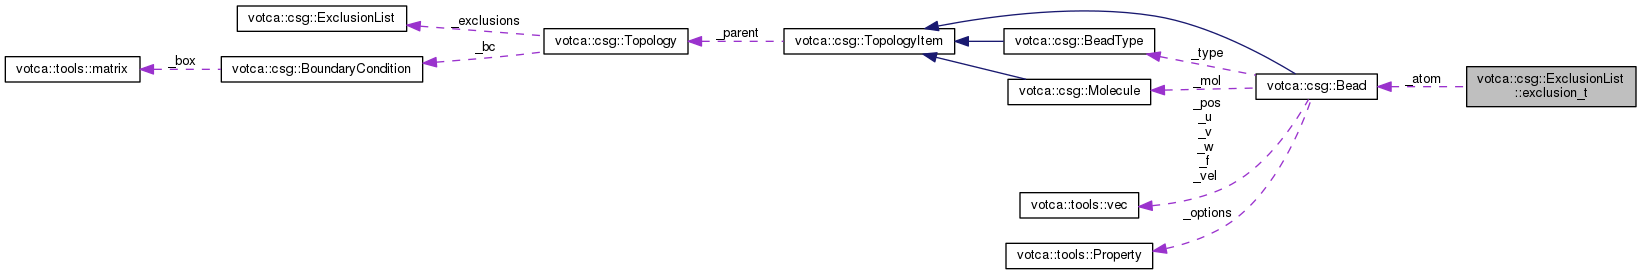 votca::csg::ExclusionList
_exclusions
votca::tools::matrix
_box
votca::csg::BoundaryCondition
_bc
votca::csg::Topology
_parent
votca::csg::TopologyItem
votca::csg::BeadType
_type
votca::csg::Molecule
_mol
votca::csg::Bead
_atom
votca::csg::ExclusionList
::exclusion_t
_pos
_u
_v
_w
_f
_vel
votca::tools::vec
_options
votca::tools::Property